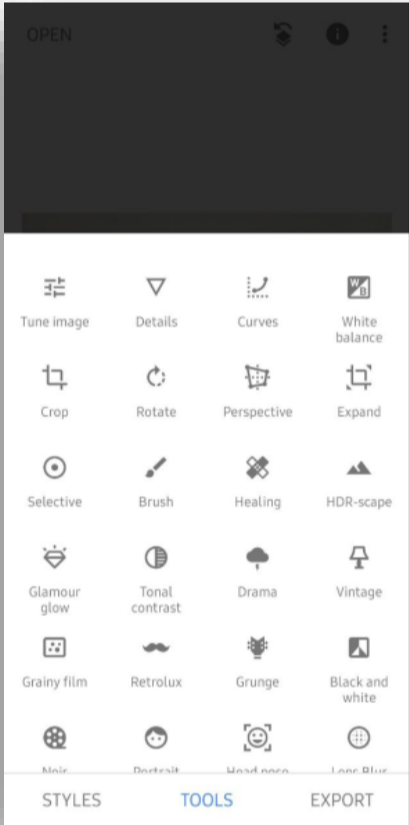 OPEN
Tune image
Details
Curves
White
balance
Crop
Rotate
Perspective
Expand
Selective
Brush
Healing
HDR-scape
Glamour
glow
Tonal
contrast
Drama
Vintage
Grainy film
Retrolux
Grunge
Black and
white
Noir
Portrait
Head pose
Lens Blur
STYLES
TOOLS
EXPORT